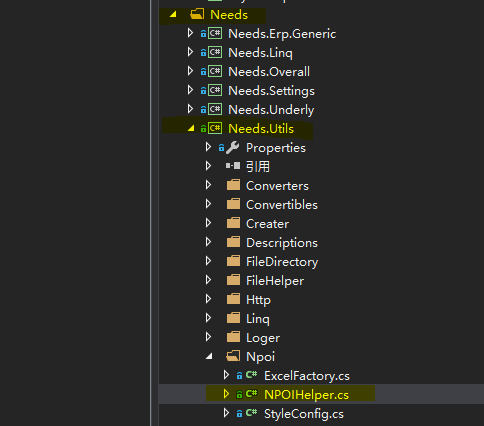 Needs
C# Needs.Erp.Generic
C# Needs.Linq
C# Needs.Overall
C# Needs.Settings
C# Needs.Underly
C# Needs.Utils
Properties
引用
Converters
Convertibles
Creater
Descriptions
FileDirectory
FileHelper
Http
Linq
Loger
Npoi
C# ExcelFactory.cs
C# NPOIHelper.cs
C# StyleConfig.cs